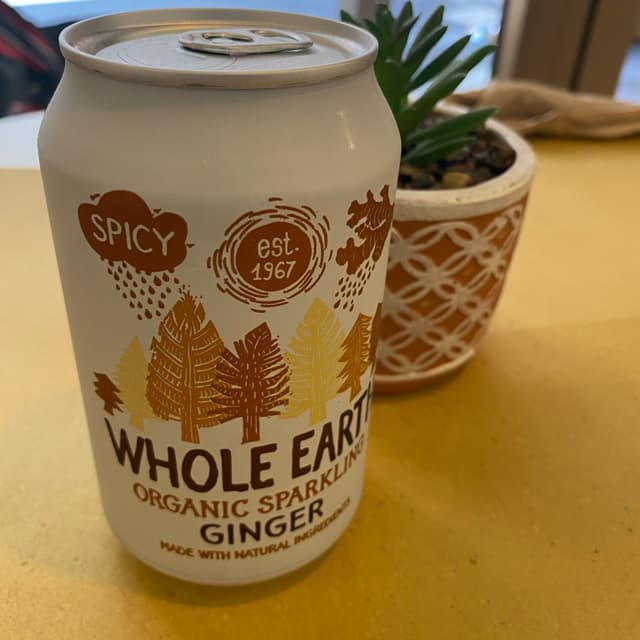 SPICY
est.
1967
WHOLE EARTH
ORGANIC SPARKLING
GINGER
MADE WITH NATURAL INGREDIENTS